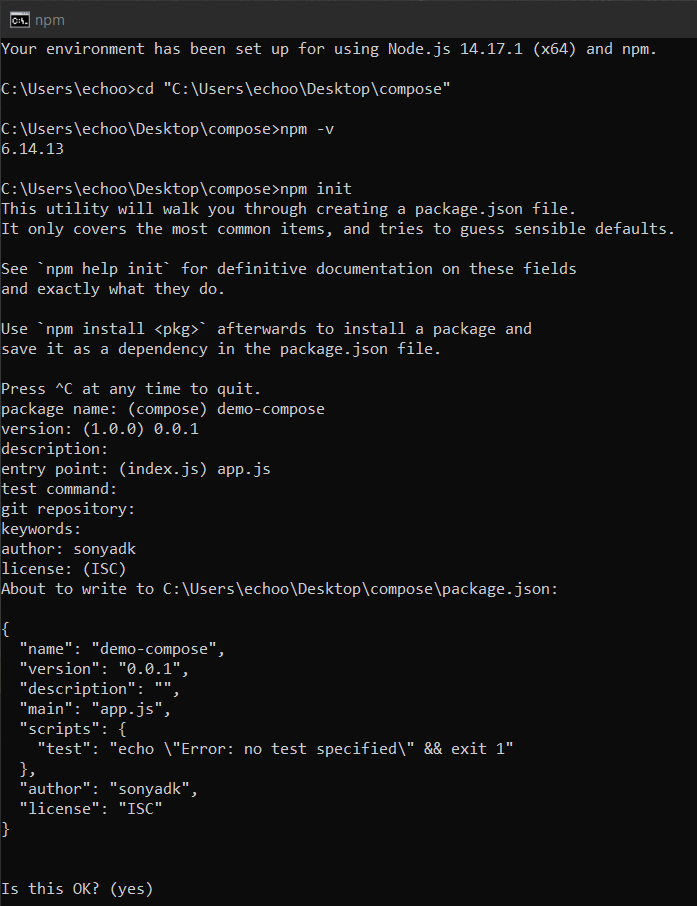 npm
Your environment has been set up for using Node.js 14.17.1 (x64) and npm.
C:\Users\echoo>cd "C:\Users\echoo\Desktop\compose"
C:\Users\echoo\Desktop\compose>npm -v
6.14.13
C:\Users\echoo\Desktop\compose>npm init
This utility will walk you through creating a package.json file.
It only covers the most common items, and tries to guess sensible defaults.
See `npm help init` for definitive documentation on these fields
and exactly what they do.
Use `npm install <pkg>` afterwards to install a package and
save it as a dependency in the package.json file.
Press ^C at any time to quit.
package name: (compose) demo-compose
version: (1.0.0) 0.0.1
description:
entry point: (index.js) app.js
test command:
git repository:
keywords:
author: sonyadk
license: (ISC)
About to write to C:\Users\echoo\Desktop\compose\package.json:
{
  "name": "demo-compose",
  "version": "0.0.1",
  "description": "",
  "main": "app.js",
  "scripts": {
    "test": "echo \"Error: no test specified\" && exit 1"
  },
  "author": "sonyadk",
  "license": "ISC"
}
Is this OK? (yes)